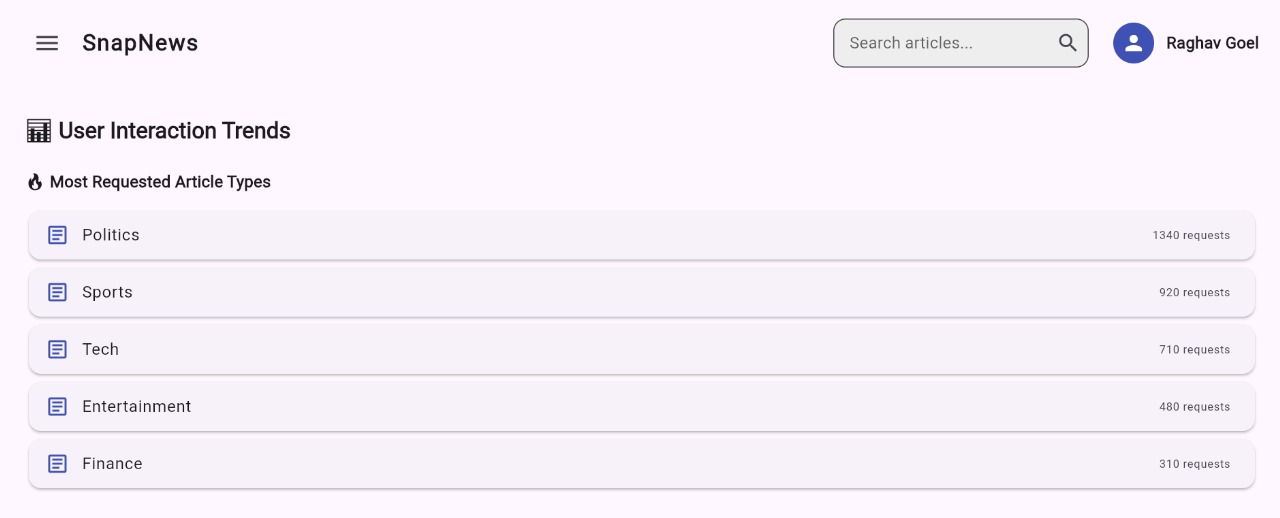 SnapNews
Search articles...
Raghav Goel
User Interaction Trends
Most Requested Article Types
Politics 1340 requests
Sports 920 requests
Tech 710 requests
Entertainment 480 requests
Finance 310 requests